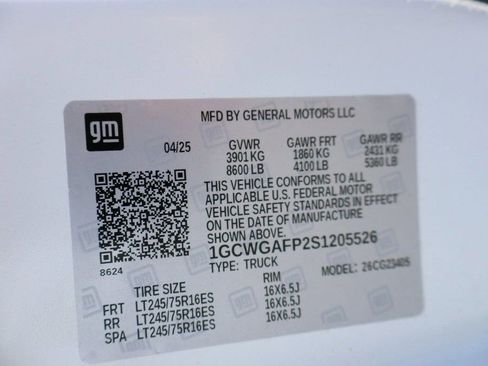 gm
MFD BY GENERAL MOTORS LLC
04/25 GVWR GAWR FRT GAWR RR
3901 KG 1860 KG 2431 KG
8600 LB 4100 LB 5360 LB
THIS VEHICLE CONFORMS TO ALL
APPLICABLE U.S. FEDERAL MOTOR
VEHICLE SAFETY STANDARDS IN EFFECT
ON THE DATE OF MANUFACTURE SHOWN ABOVE.
1GCWGAFP2S1205526
8624 TYPE: TRUCK MODEL: 26CG23405
TIRE SIZE RIM
FRT LT245/75R16ES 16X6.5J
RR LT245/75R16ES 16X6.5J
SPA LT245/75R16ES 16X6.5J